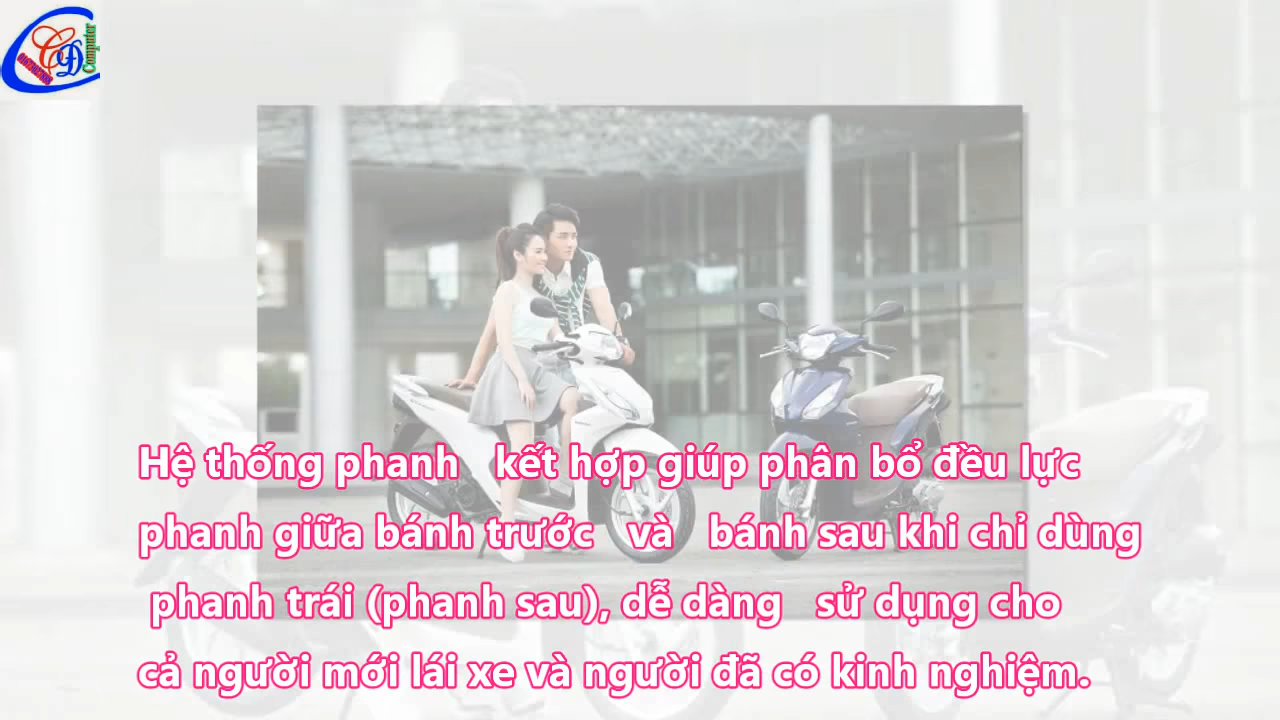 CĐ
Computer
Hệ thống phanh kết hợp giúp phân bổ đều lực
phanh giữa bánh trước và bánh sau khi chỉ dùng
phanh trái (phanh sau), dễ dàng sử dụng cho
cả người mới lái xe và người đã có kinh nghiệm.